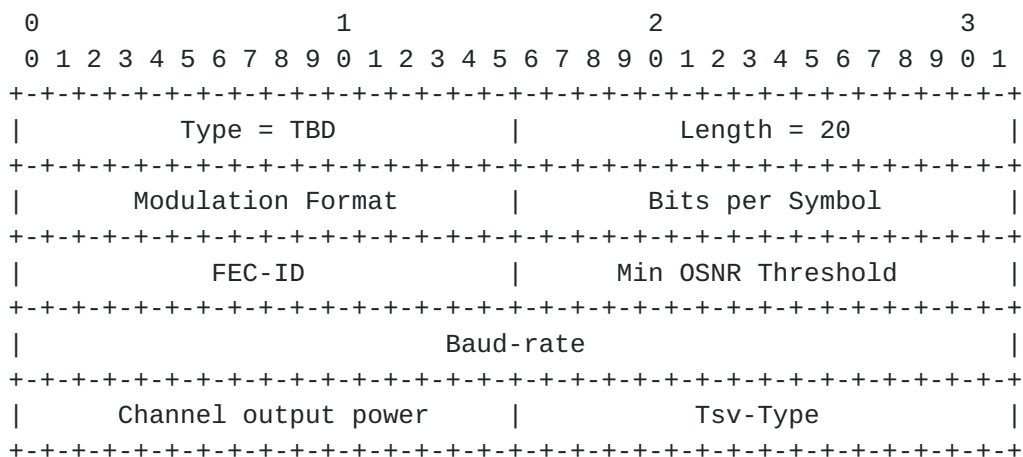 0                   1                   2                   3
 0 1 2 3 4 5 6 7 8 9 0 1 2 3 4 5 6 7 8 9 0 1 2 3 4 5 6 7 8 9 0 1
+-+-+-+-+-+-+-+-+-+-+-+-+-+-+-+-+-+-+-+-+-+-+-+-+-+-+-+-+-+-+-+-+
|          Type = TBD           |          Length = 20          |
+-+-+-+-+-+-+-+-+-+-+-+-+-+-+-+-+-+-+-+-+-+-+-+-+-+-+-+-+-+-+-+-+
|       Modulation Format       |        Bits per Symbol        |
+-+-+-+-+-+-+-+-+-+-+-+-+-+-+-+-+-+-+-+-+-+-+-+-+-+-+-+-+-+-+-+-+
|            FEC-ID             |      Min OSNR Threshold       |
+-+-+-+-+-+-+-+-+-+-+-+-+-+-+-+-+-+-+-+-+-+-+-+-+-+-+-+-+-+-+-+-+
|                           Baud-rate                           |
+-+-+-+-+-+-+-+-+-+-+-+-+-+-+-+-+-+-+-+-+-+-+-+-+-+-+-+-+-+-+-+-+
|      Channel output power     |           Tsv-Type            |
+-+-+-+-+-+-+-+-+-+-+-+-+-+-+-+-+-+-+-+-+-+-+-+-+-+-+-+-+-+-+-+-+